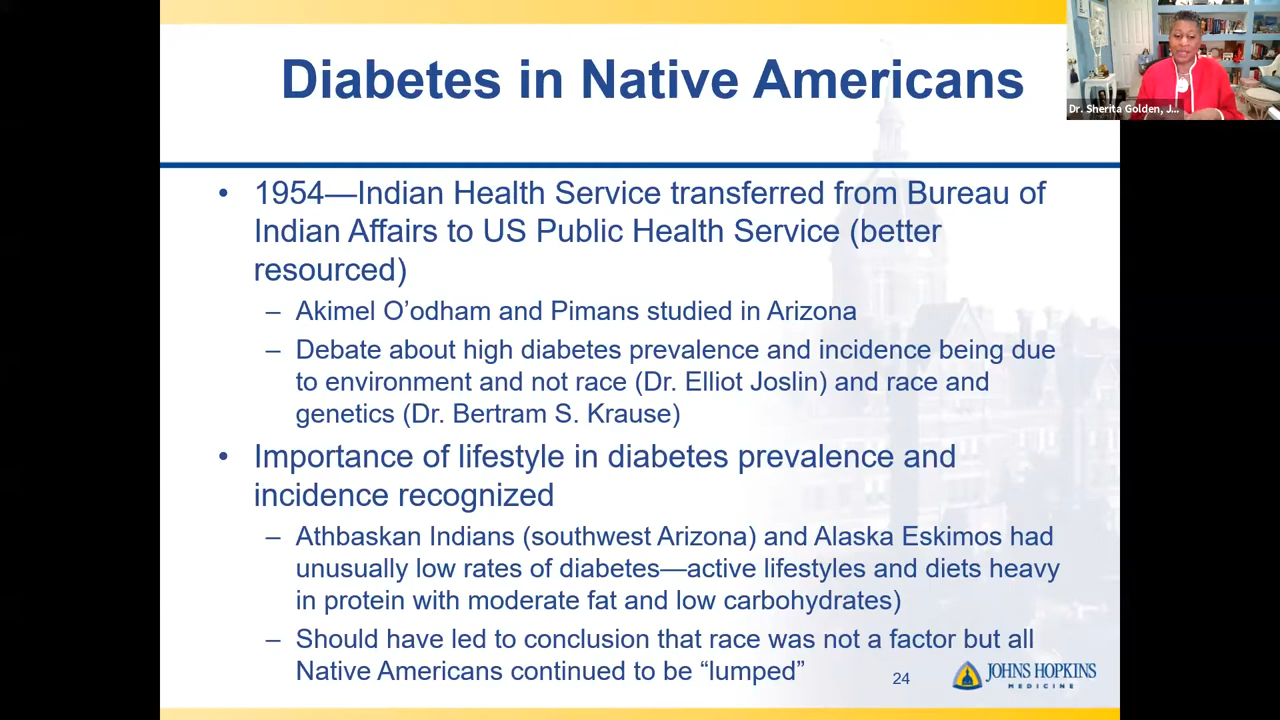 Diabetes in Native Americans
Dr. Sherita Golden, J...
• 1954—Indian Health Service transferred from Bureau of
Indian Affairs to US Public Health Service (better
resourced)
– Akimel O’odham and Pimans studied in Arizona
– Debate about high diabetes prevalence and incidence being due
to environment and not race (Dr. Elliot Joslin) and race and
genetics (Dr. Bertram S. Krause)
• Importance of lifestyle in diabetes prevalence and
incidence recognized
– Athbaskan Indians (southwest Arizona) and Alaska Eskimos had
unusually low rates of diabetes—active lifestyles and diets heavy
in protein with moderate fat and low carbohydrates)
– Should have led to conclusion that race was not a factor but all
Native Americans continued to be “lumped”
24
JOHNS HOPKINS
MEDICINE